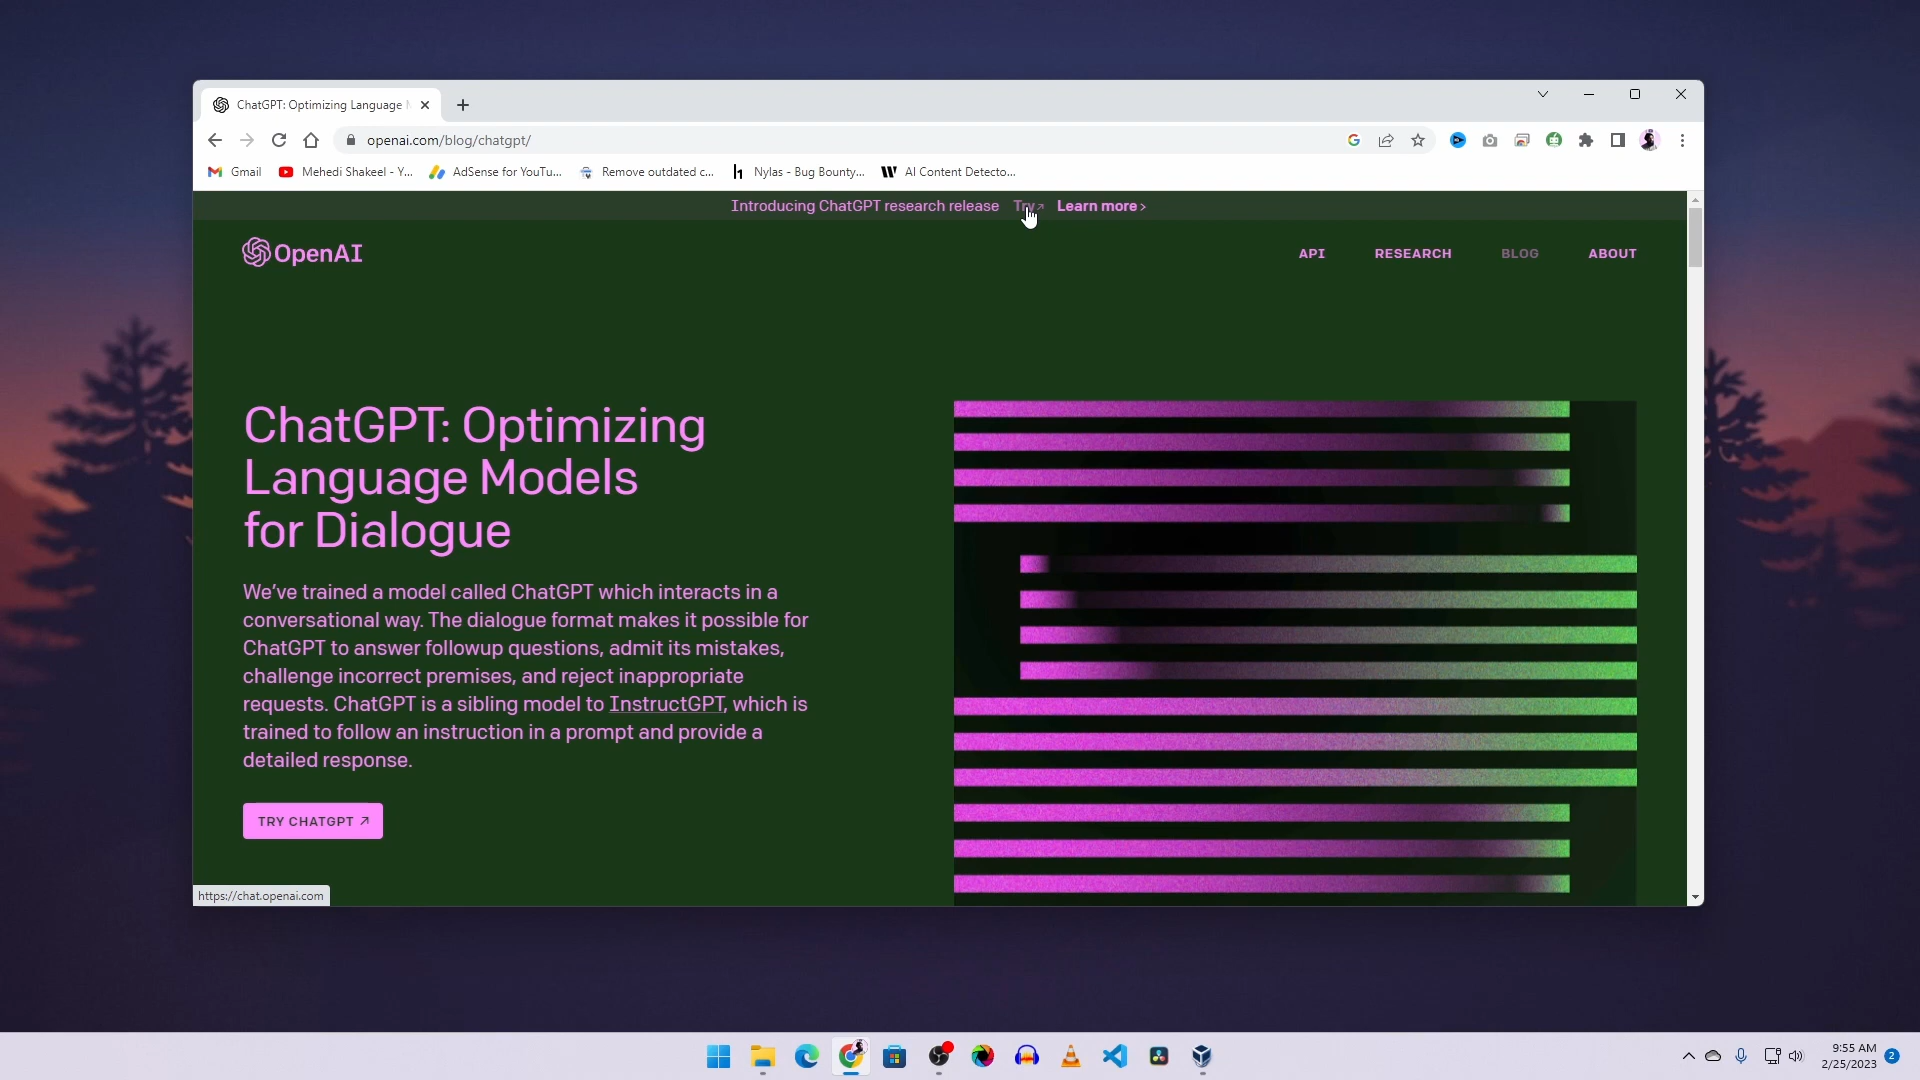 ChatGPT: Optimizing Language
openai.com/blog/chatgpt/
Gmail
Mehedi Shakeel - Y...
AdSense for YouTu...
Remove outdated c...
Nylas - Bug Bounty...
AI Content Detecto...
Introducing ChatGPT research release Try↗ Learn more ›
OpenAI
API RESEARCH BLOG ABOUT
ChatGPT: Optimizing
Language Models
for Dialogue
We’ve trained a model called ChatGPT which interacts in a
conversational way. The dialogue format makes it possible for
ChatGPT to answer followup questions, admit its mistakes,
challenge incorrect premises, and reject inappropriate
requests. ChatGPT is a sibling model to InstructGPT, which is
trained to follow an instruction in a prompt and provide a
detailed response.
TRY CHATGPT ↗
https://chat.openai.com
9:55 AM
2/25/2023
2